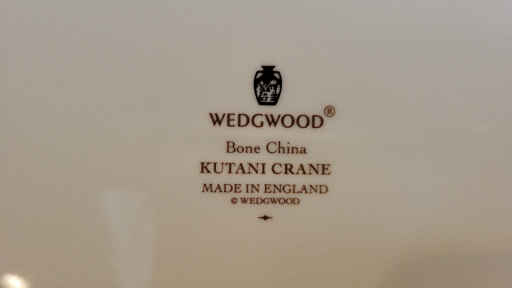 WEDGWOOD®
Bone China
KUTANI CRANE
MADE IN ENGLAND
© WEDGWOOD